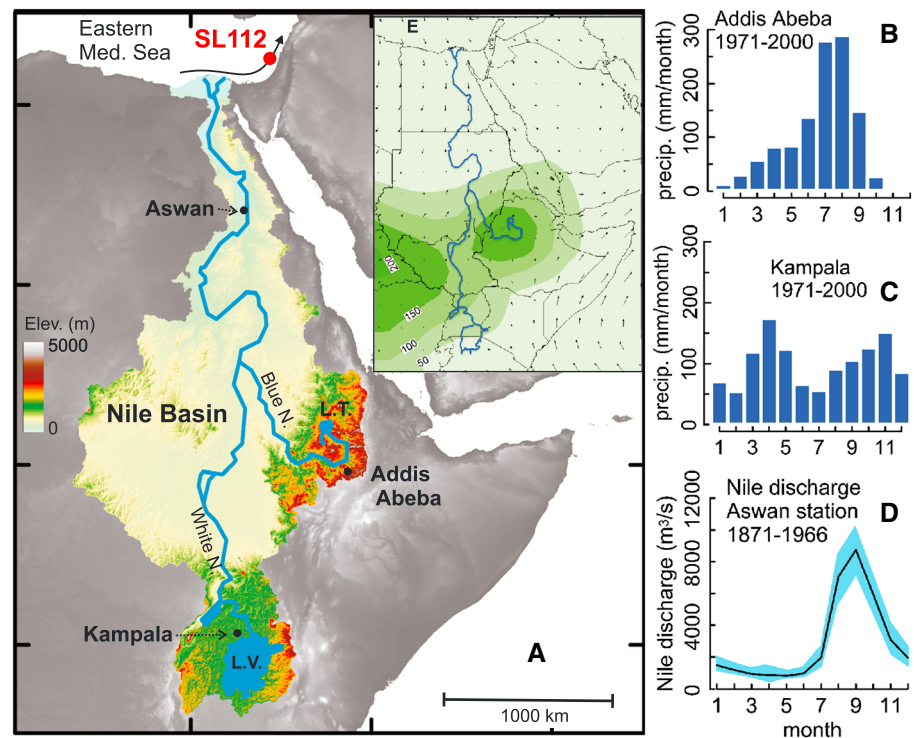 Eastern
Med. Sea
SL112
Aswan
Elev. (m)
5000
0
Nile Basin
Blue N.
L.T.
Addis
Abeba
White N.
Kampala
L.V.
A
1000 km
E
200
150
100
50
Addis Abeba
1971-2000
B
precip. (mm/month)
300
200
100
0
1 3 5 7 9 11
Kampala
1971-2000
C
precip. (mm/month)
300
200
100
0
1 3 5 7 9 11
Nile discharge
Aswan station
1871-1966
D
Nile discharge (m³/s)
12000
8000
4000
0
1 3 5 7 9 11
month